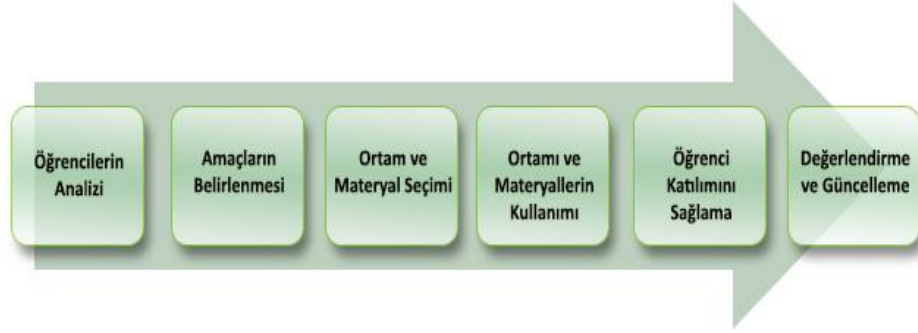 Öğrencilerin
Analizi
Amaçların
Belirlenmesi
Ortam ve
Materyal Seçimi
Ortamı ve
Materyallerin
Kullanımı
Öğrenci
Katılımını
Sağlama
Değerlendirme
ve Güncelleme